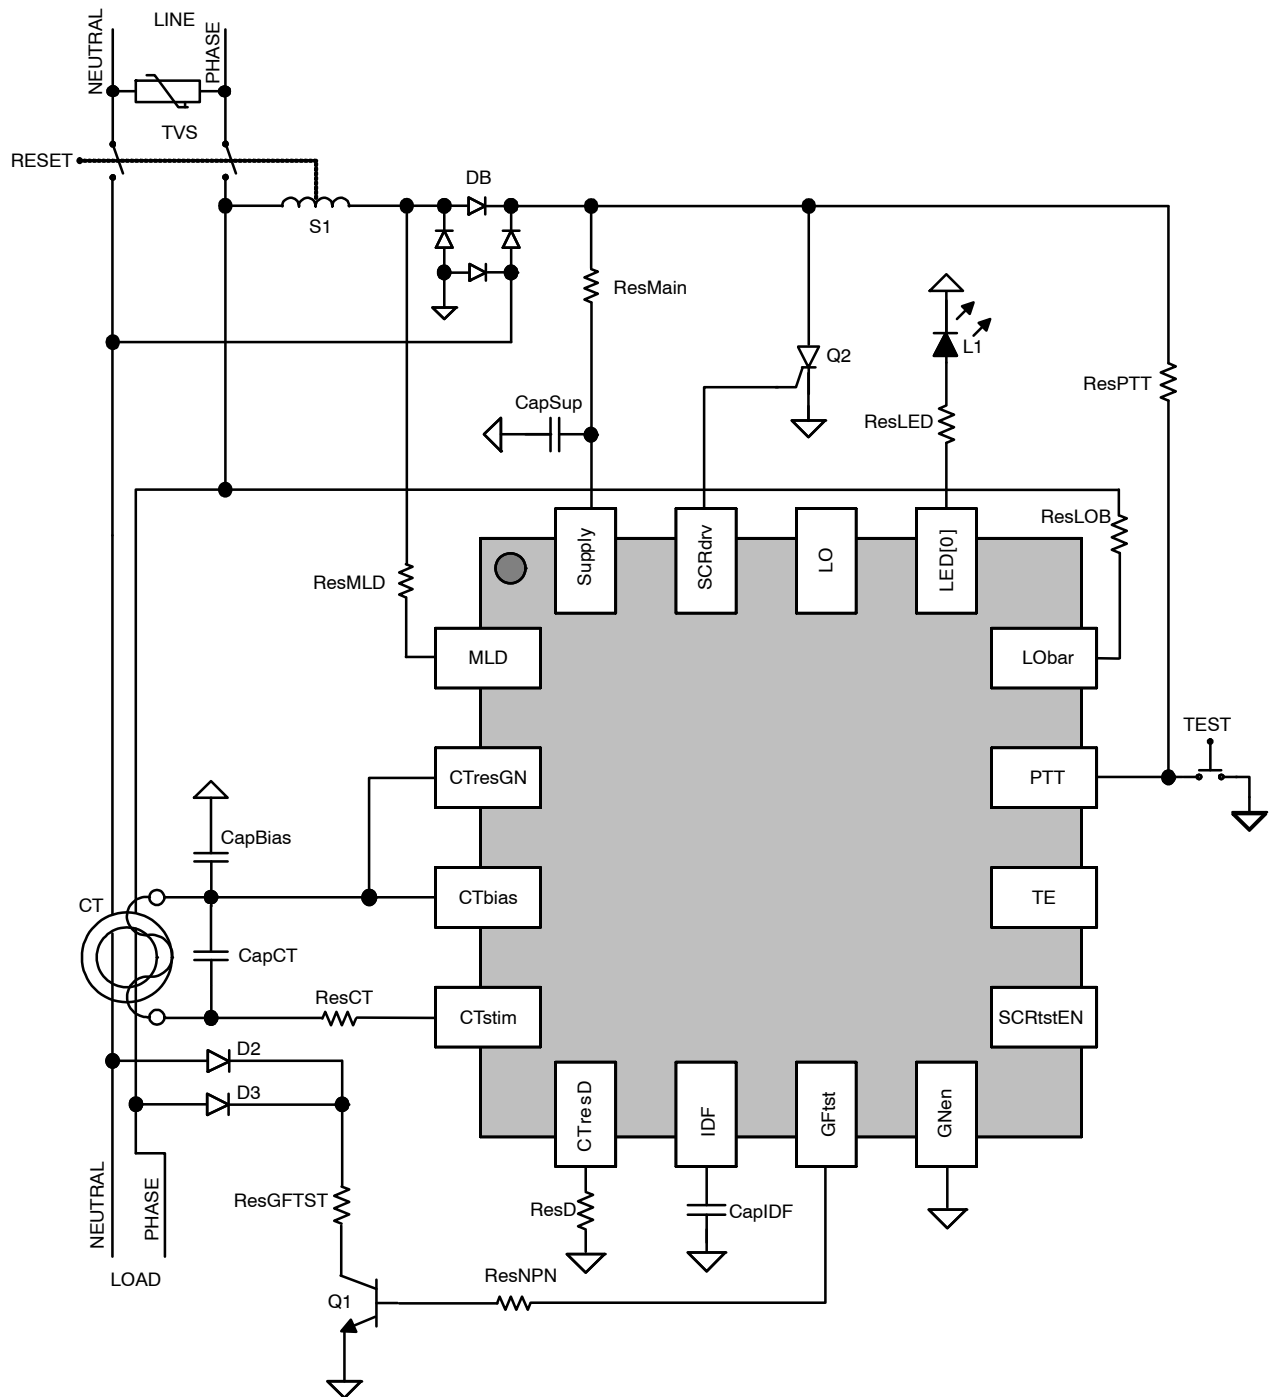 LINE
NEUTRAL
PHASE
TVS
RESET
S1
DB
ResMain
Q2
L1
ResPTT
CapSup
ResLED
ResLOB
ResMLD
Supply
SCRdrv
LO
LED[0]
MLD
LObar
TEST
CTresGN
PTT
CapBias
CT
CTbias
TE
CapCT
ResCT
CTstim
SCRtstEN
D2
D3
CTresD
IDF
GFtst
GNen
NEUTRAL
PHASE
ResGFTST
ResD
CapIDF
LOAD
ResNPN
Q1